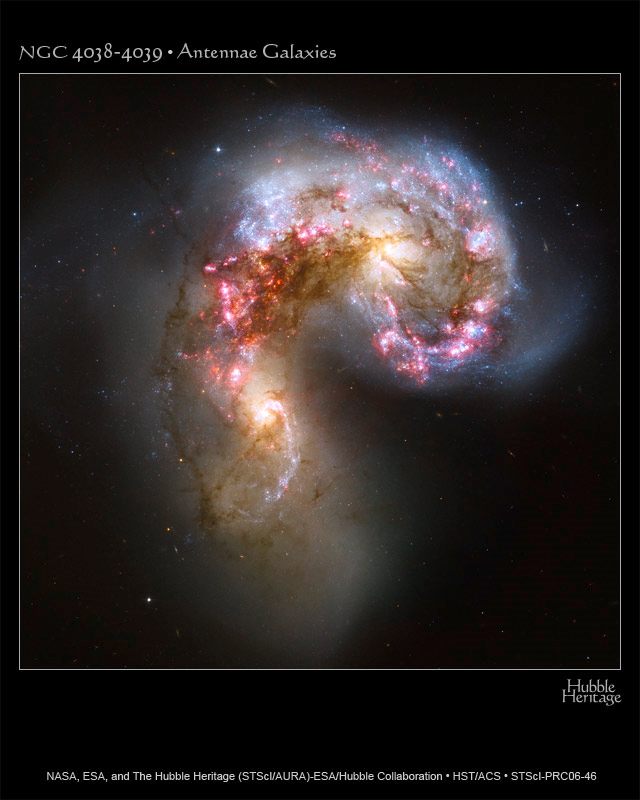 NGC 4038-4039 • Antennae Galaxies
Hubble
Heritage
NASA, ESA, and The Hubble Heritage (STScI/AURA)-ESA/Hubble Collaboration • HST/ACS • STScI-PRC06-46